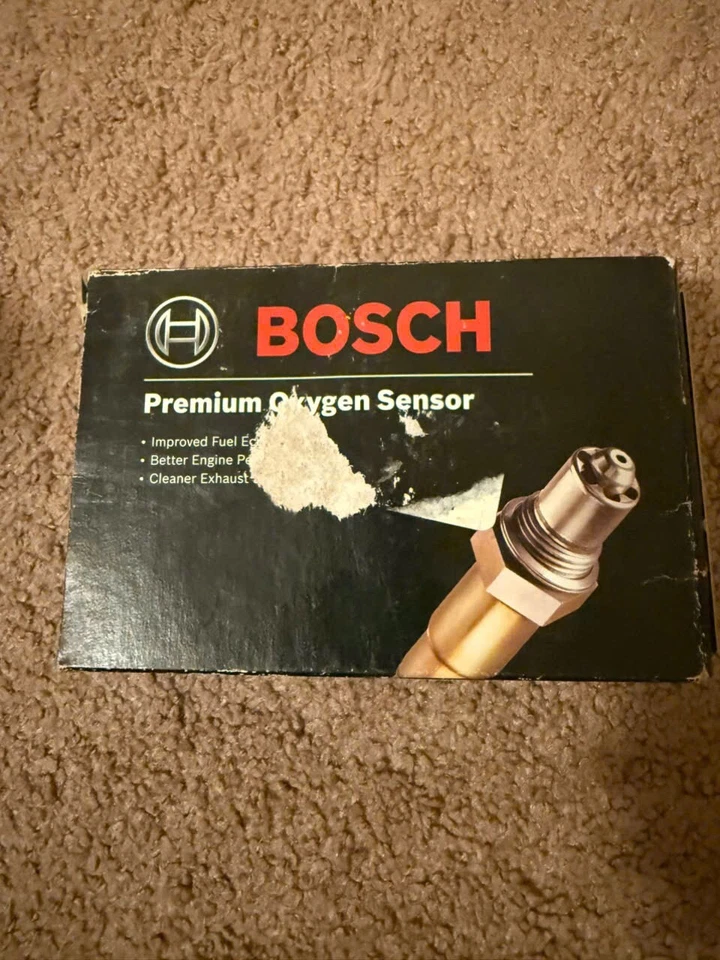 BOSCH
Premium Oxygen Sensor
• Improved Fuel
• Better Engine
• Cleaner Exhaust